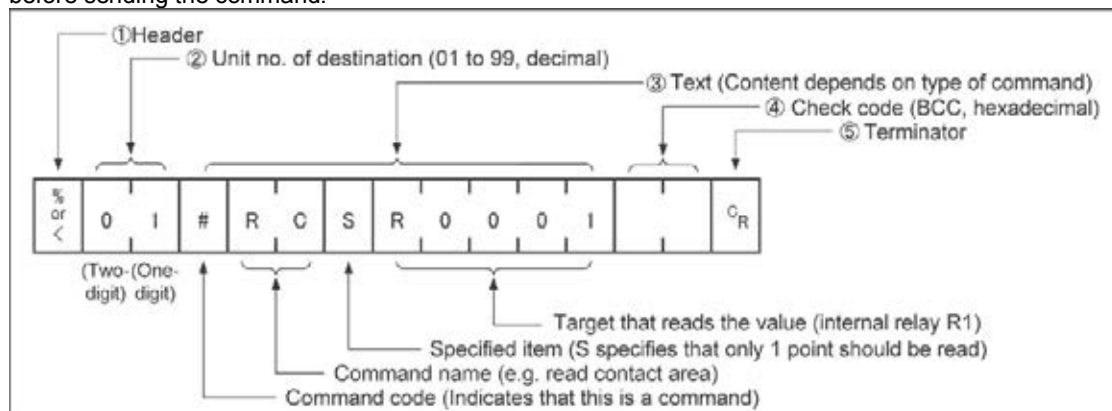 before sending the command.
①Header
② Unit no. of destination (01 to 99, decimal)
③ Text (Content depends on type of command)
④ Check code (BCC, hexadecimal)
⑤ Terminator
% or < 0 1 # R C S R 0 0 0 1 CR
(Two- (One-
digit) digit)
Target that reads the value (internal relay R1)
Specified item (S specifies that only 1 point should be read)
Command name (e.g. read contact area)
Command code (Indicates that this is a command)